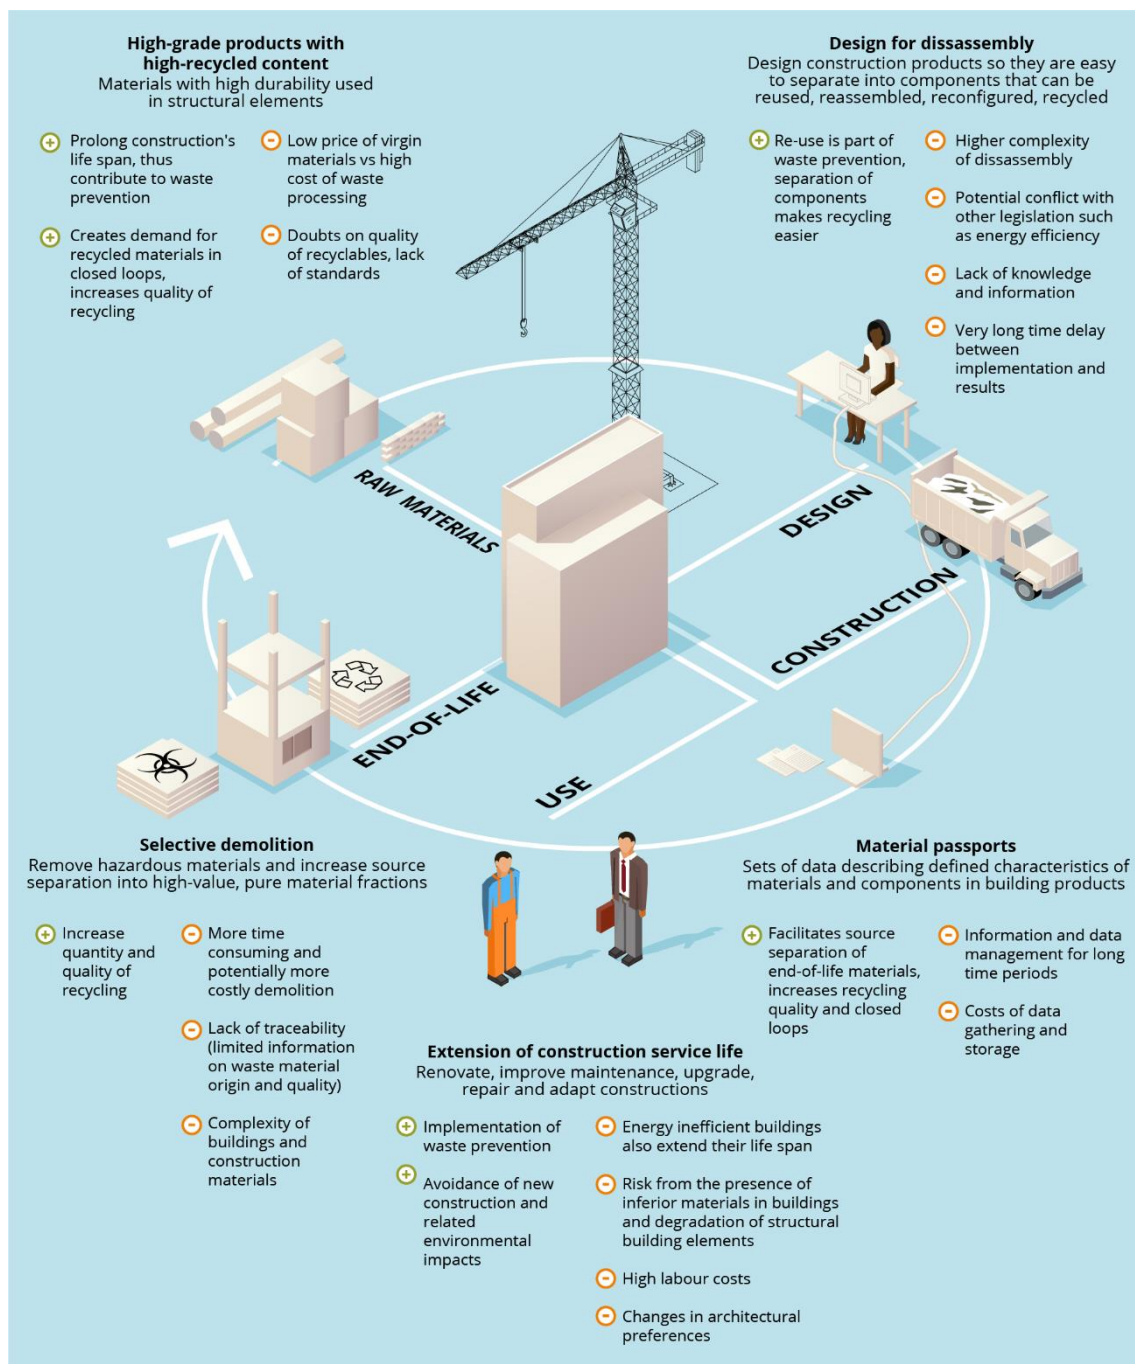 High-grade products with
high-recycled content
Materials with high durability used
in structural elements
Prolong construction's
life span, thus
contribute to waste
prevention
Creates demand for
recycled materials in
closed loops,
increases quality of
recycling
Low price of virgin
materials vs high
cost of waste
processing
Doubts on quality
of recyclables, lack
of standards
Design for dissasembly
Design construction products so they are easy
to separate into components that can be
reused, reassembled, reconfigured, recycled
Re-use is part of
waste prevention,
separation of
components
makes recycling
easier
Higher complexity
of dissassembly
Potential conflict with
other legislation such
as energy efficiency
Lack of knowledge
and information
Very long time delay
between
implementation and
results
RAW MATERIALS
DESIGN
CONSTRUCTION
END-OF-LIFE
USE
Selective demolition
Remove hazardous materials and increase source
separation into high-value, pure material fractions
Increase
quantity and
quality of
recycling
More time
consuming and
potentially more
costly demolition
Lack of traceability
(limited information
on waste material
origin and quality)
Complexity of
buildings and
construction
materials
Material passports
Sets of data describing defined characteristics of
materials and components in building products
Facilitates source
separation of
end-of-life materials,
increases recycling
quality and closed
loops
Information and data
management for long
time periods
Costs of data
gathering and
storage
Extension of construction service life
Renovate, improve maintenance, upgrade,
repair and adapt constructions
Implementation of
waste prevention
Avoidance of new
construction and
related
environmental
impacts
Energy inefficient buildings
also extend their life span
Risk from the presence of
inferior materials in buildings
and degradation of structural
building elements
High labour costs
Changes in architectural
preferences